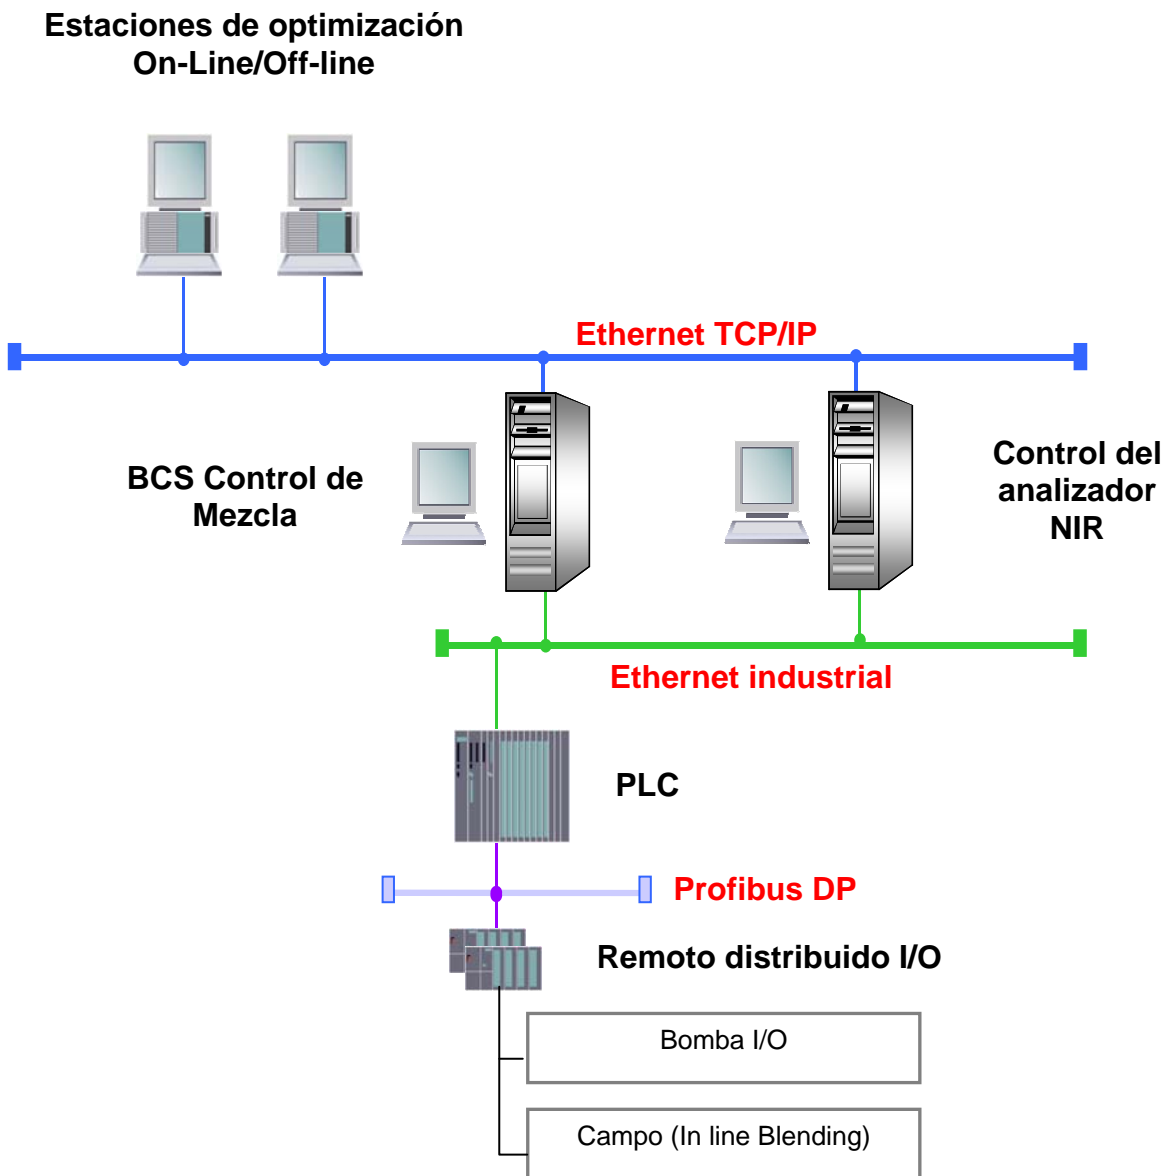 Estaciones de optimización
On-Line/Off-line
Ethernet TCP/IP
BCS Control de
Mezcla
Control del
analizador
NIR
Ethernet industrial
PLC
Profibus DP
Remoto distribuido I/O
Bomba I/O
Campo (In line Blending)